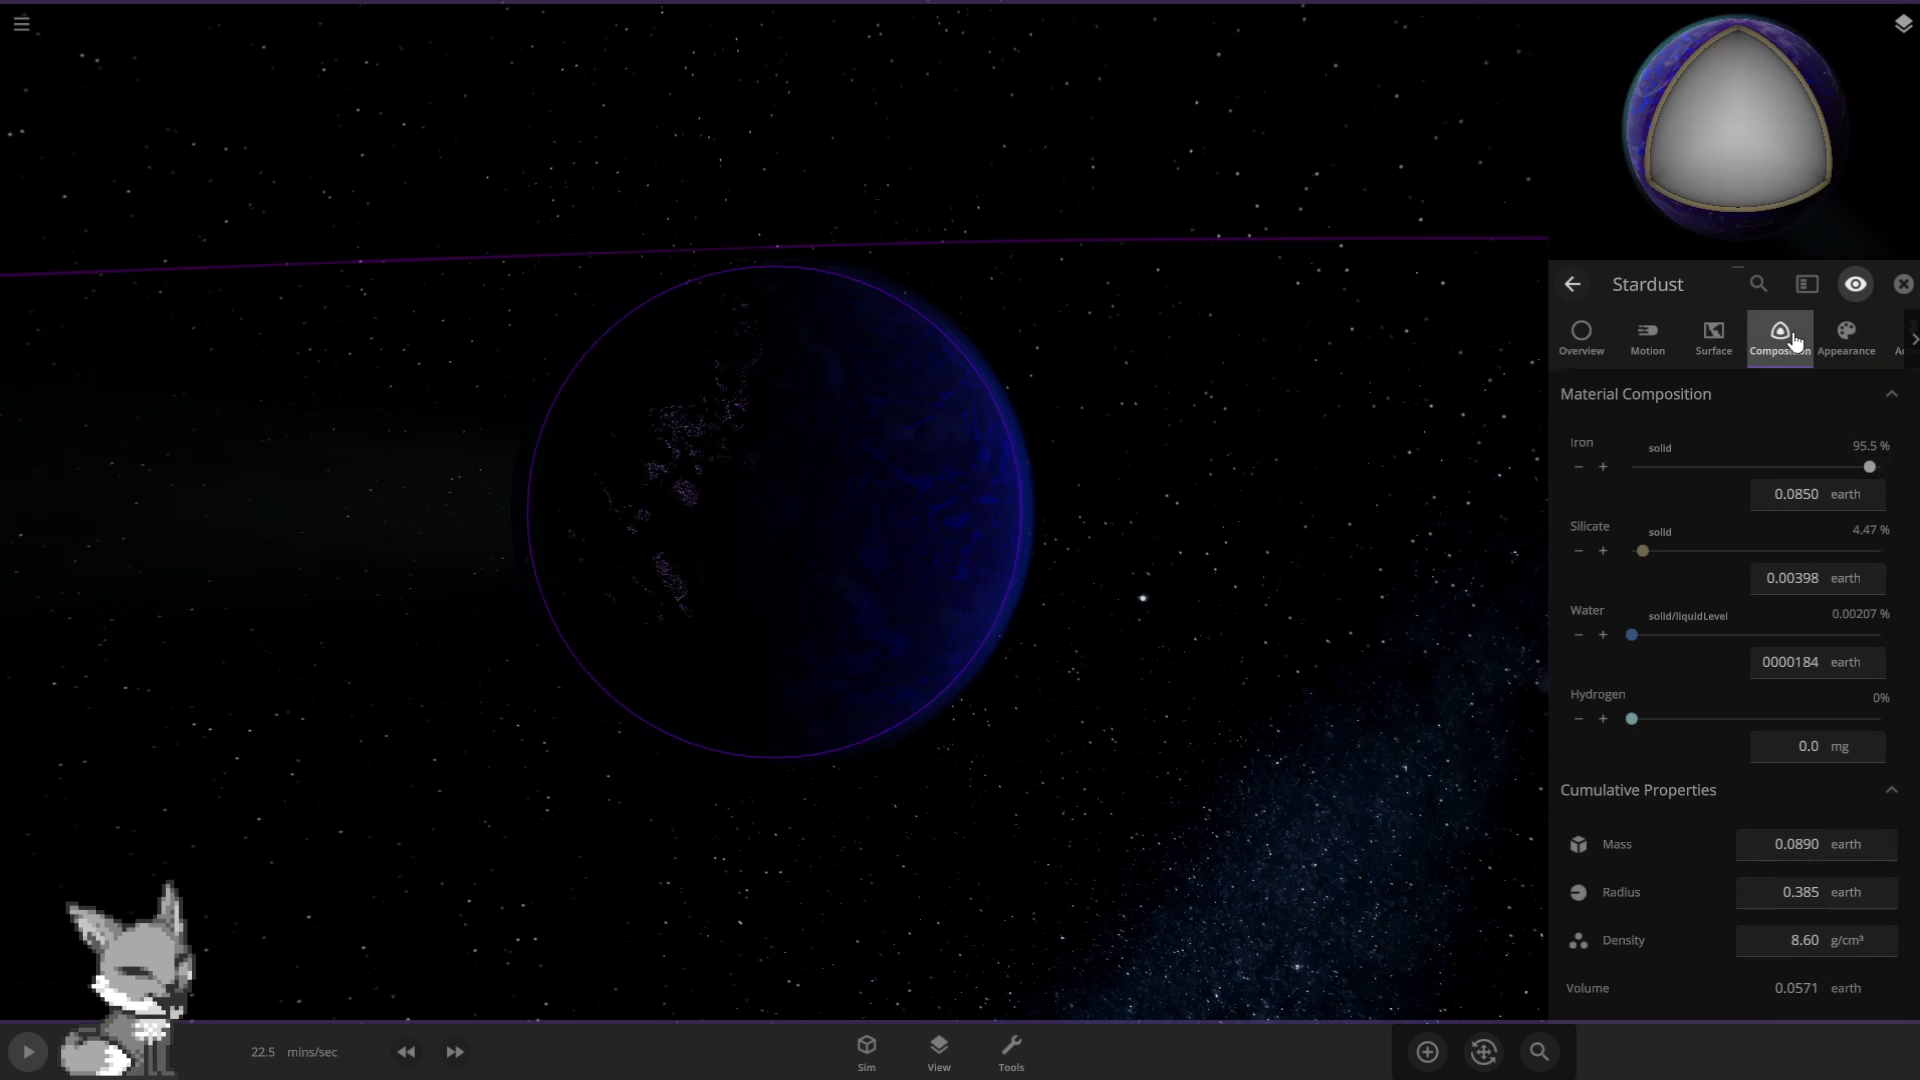 Stardust
Overview
Motion
Surface
Composition
Appearance
Material Composition
Iron
solid
95.5 %
0.0850 earth
Silicate
solid
4.47 %
0.00398 earth
Water
solid/liquidLevel
0.00207 %
0000184 earth
Hydrogen
0%
0.0 mg
Cumulative Properties
Mass 0.0890 earth
Radius 0.385 earth
Density 8.60 g/cm³
Volume 0.0571 earth
22.5 mins/sec
Sim
View
Tools